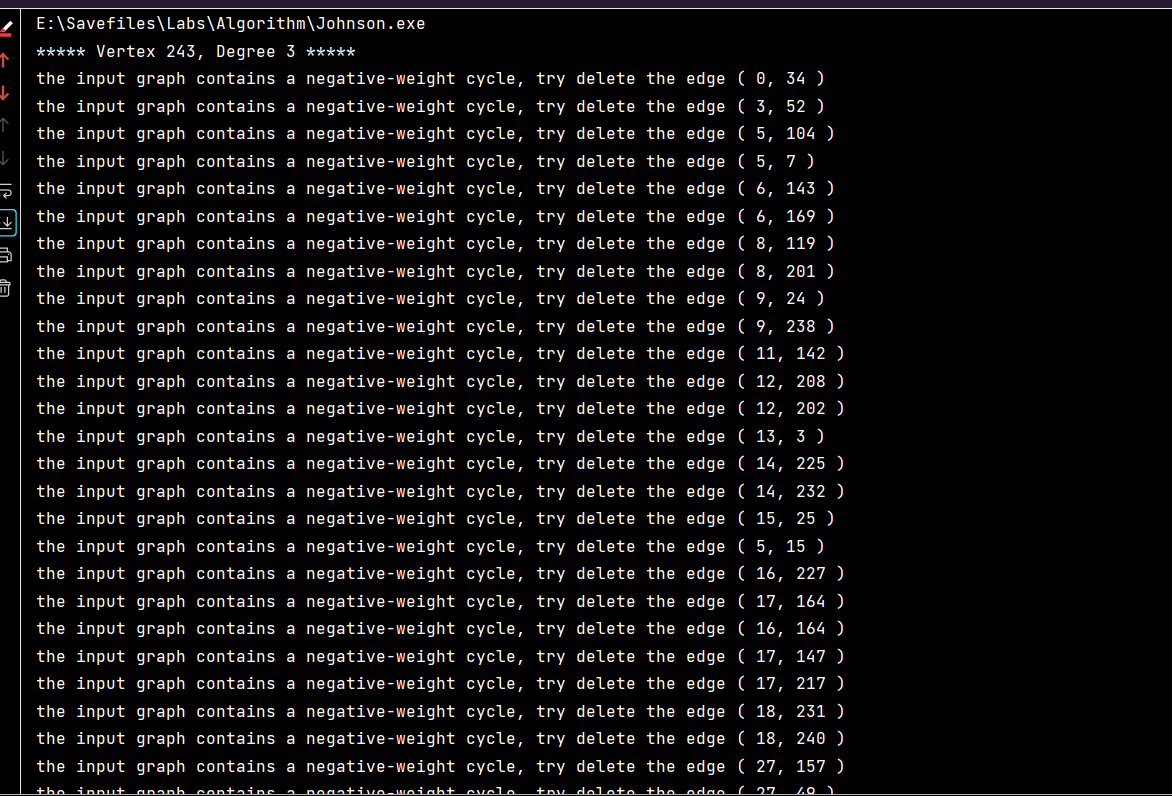 E:\Savefiles\Labs\Algorithm\Johnson.exe
***** Vertex 243, Degree 3 *****
the input graph contains a negative-weight cycle, try delete the edge ( 0, 34 )
the input graph contains a negative-weight cycle, try delete the edge ( 3, 52 )
the input graph contains a negative-weight cycle, try delete the edge ( 5, 104 )
the input graph contains a negative-weight cycle, try delete the edge ( 5, 7 )
the input graph contains a negative-weight cycle, try delete the edge ( 6, 143 )
the input graph contains a negative-weight cycle, try delete the edge ( 6, 169 )
the input graph contains a negative-weight cycle, try delete the edge ( 8, 119 )
the input graph contains a negative-weight cycle, try delete the edge ( 8, 201 )
the input graph contains a negative-weight cycle, try delete the edge ( 9, 24 )
the input graph contains a negative-weight cycle, try delete the edge ( 9, 238 )
the input graph contains a negative-weight cycle, try delete the edge ( 11, 142 )
the input graph contains a negative-weight cycle, try delete the edge ( 12, 208 )
the input graph contains a negative-weight cycle, try delete the edge ( 12, 202 )
the input graph contains a negative-weight cycle, try delete the edge ( 13, 3 )
the input graph contains a negative-weight cycle, try delete the edge ( 14, 225 )
the input graph contains a negative-weight cycle, try delete the edge ( 14, 232 )
the input graph contains a negative-weight cycle, try delete the edge ( 15, 25 )
the input graph contains a negative-weight cycle, try delete the edge ( 5, 15 )
the input graph contains a negative-weight cycle, try delete the edge ( 16, 227 )
the input graph contains a negative-weight cycle, try delete the edge ( 17, 164 )
the input graph contains a negative-weight cycle, try delete the edge ( 16, 164 )
the input graph contains a negative-weight cycle, try delete the edge ( 17, 147 )
the input graph contains a negative-weight cycle, try delete the edge ( 17, 217 )
the input graph contains a negative-weight cycle, try delete the edge ( 18, 231 )
the input graph contains a negative-weight cycle, try delete the edge ( 18, 240 )
the input graph contains a negative-weight cycle, try delete the edge ( 27, 157 )
the input graph contains a negative-weight cycle, try delete the edge ( 27, 49 )